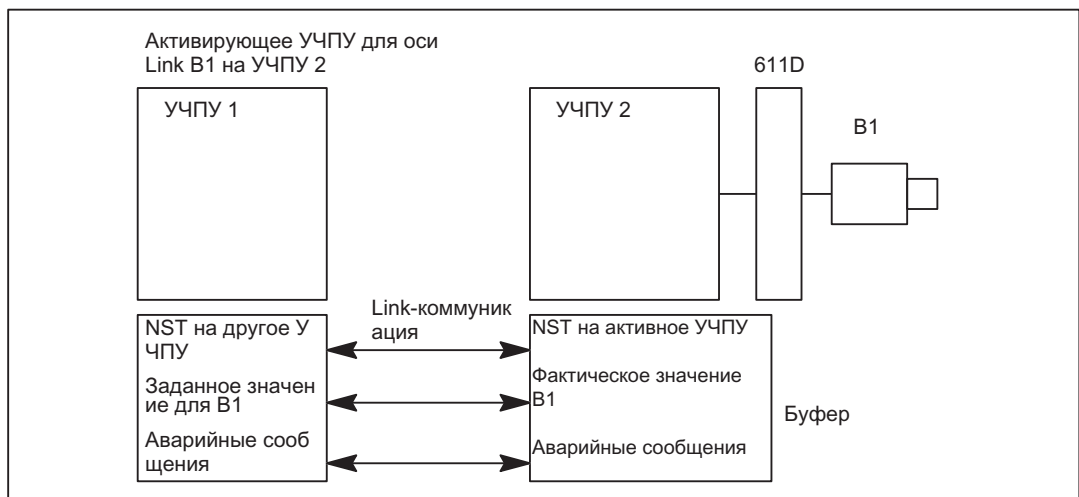 Активирующее УЧПУ для оси
Link B1 на УЧПУ 2
611D
УЧПУ 1
УЧПУ 2
B1
Link-коммуник
ация
NST на другое У
ЧПУ
NST на активное УЧПУ
Заданное значен
ие для B1
Фактическое значение
B1
Буфер
Аварийные сооб
щения
Аварийные сообщения